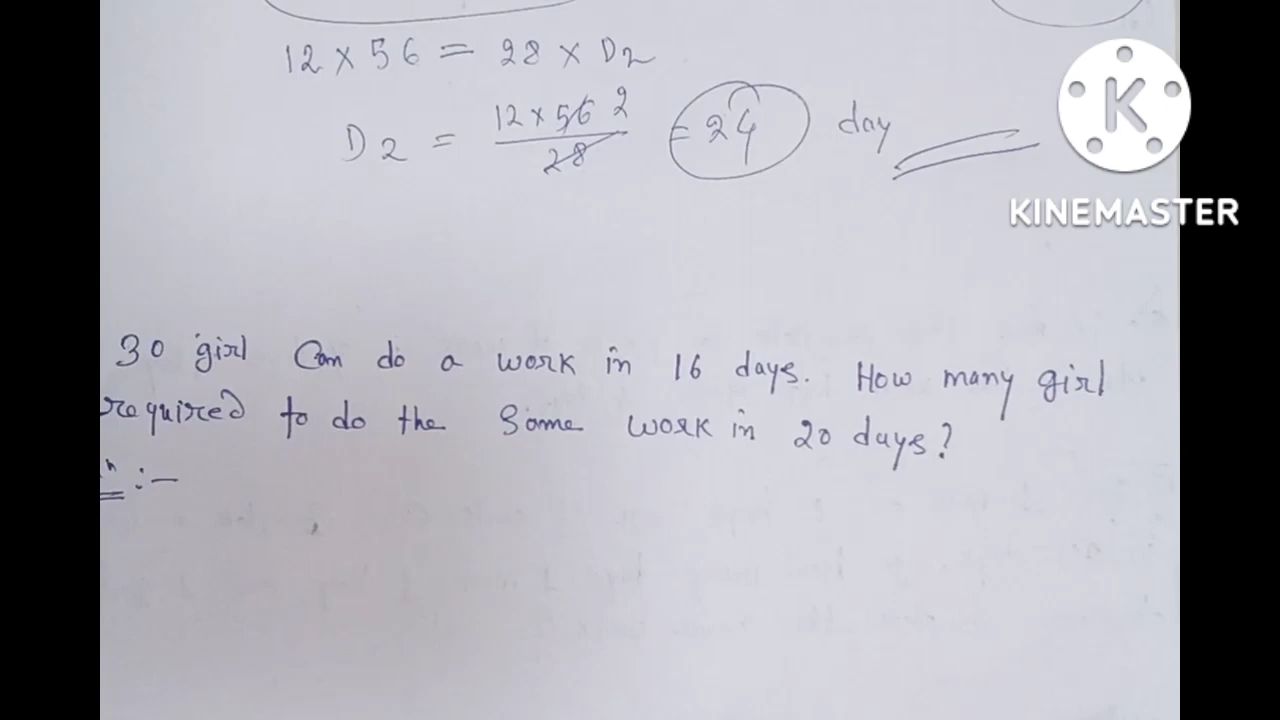 12 × 56 = 28 × D2
D2 = 12 × 56 2 / 28 = 24 day
KINEMASTER
30 girl Can do a work in 16 days. How many girl
required to do the Same work in 20 days?
n :-